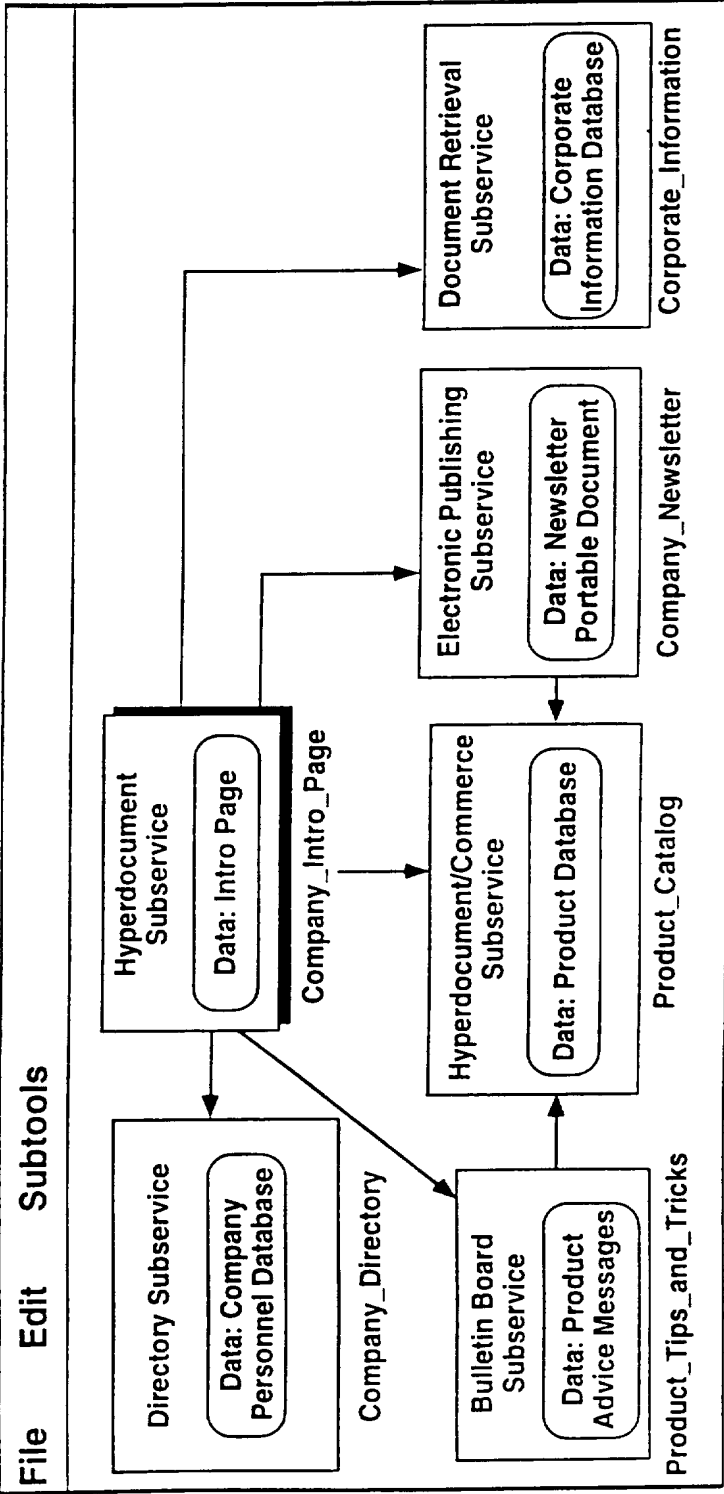 File Edit Subtools
Directory Subservice
Data: Company
Personnel Database
Company_Directory
Hyperdocument
Subservice
Data: Intro Page
Company_Intro_Page
Bulletin Board
Subservice
Data: Product
Advice Messages
Product_Tips_and_Tricks
Hyperdocument/Commerce
Subservice
Data: Product Database
Product_Catalog
Electronic Publishing
Subservice
Data: Newsletter
Portable Document
Company_Newsletter
Document Retrieval
Subservice
Data: Corporate
Information Database
Corporate_Information